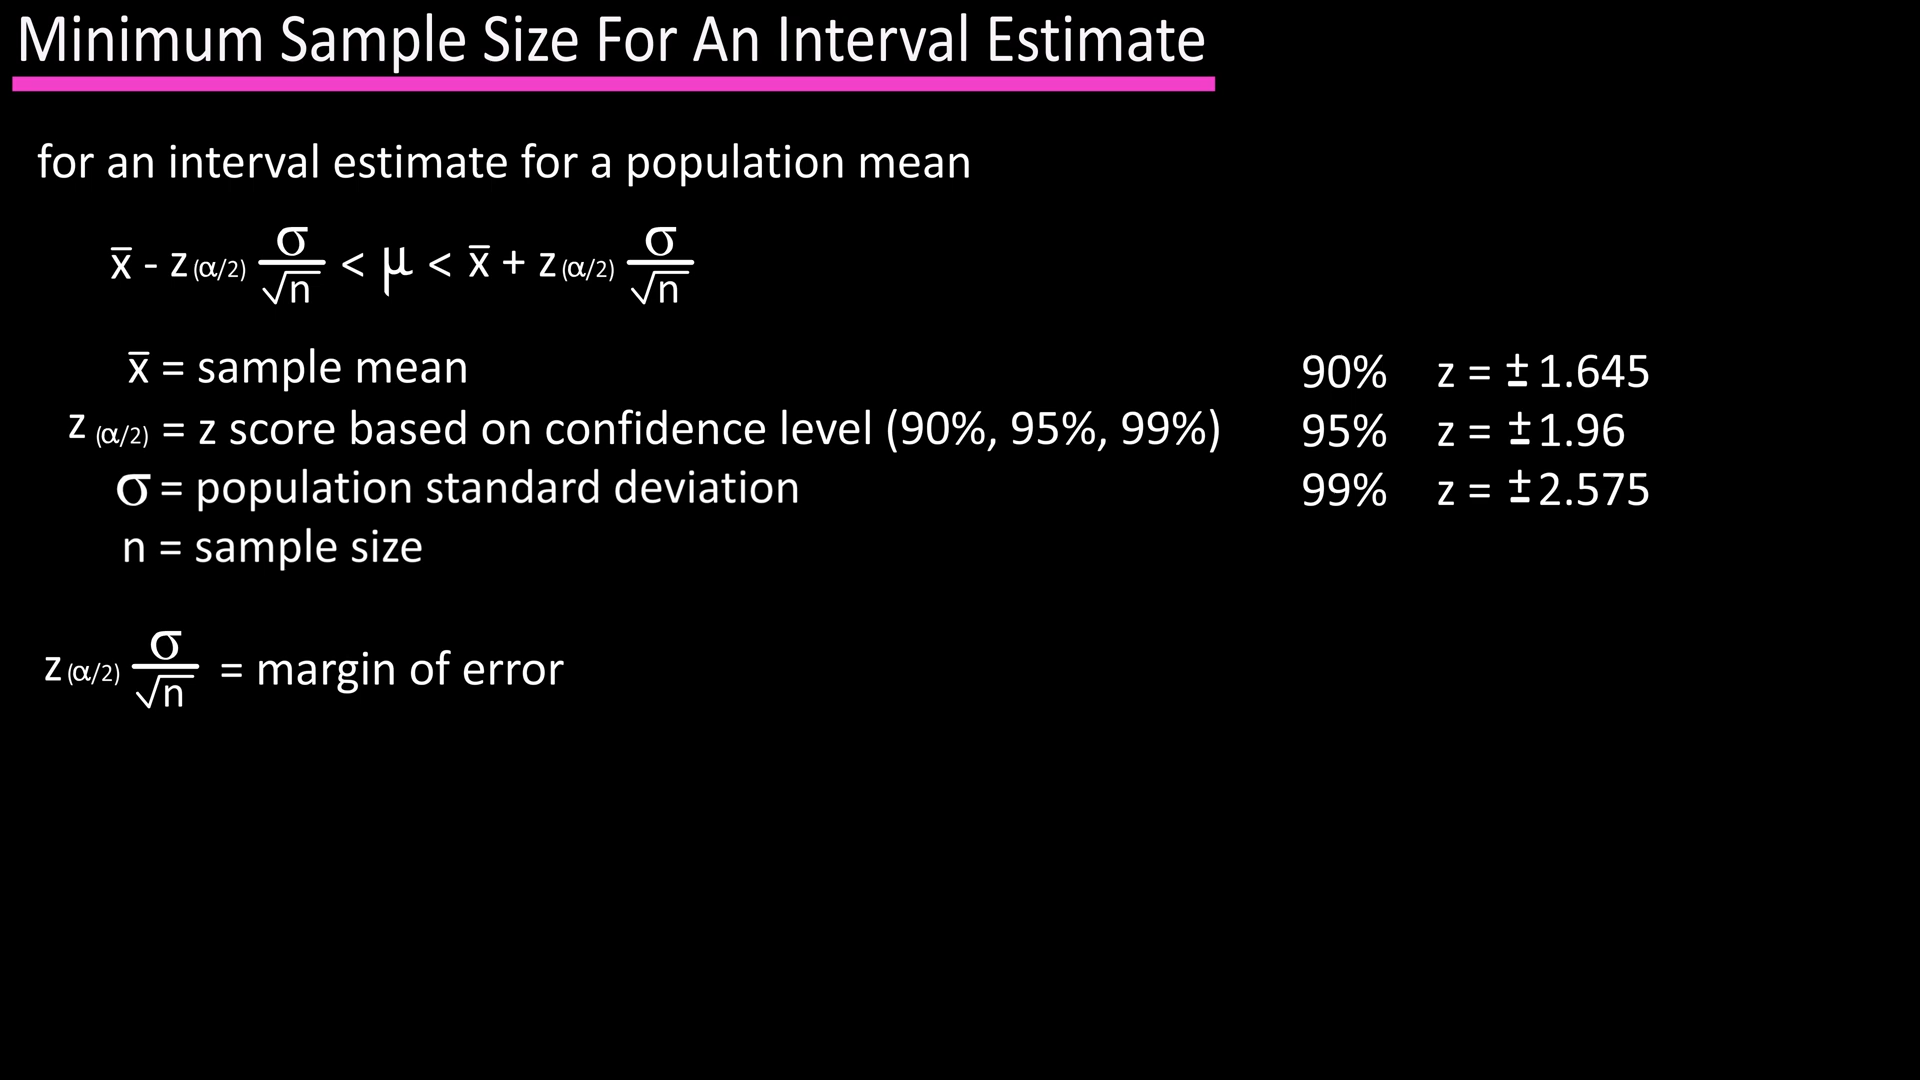 Minimum Sample Size For An Interval Estimate
for an interval estimate for a population mean
x̅ - z (α/2) σ/√n < μ < x̅ + z (α/2) σ/√n
x̅ = sample mean
z (α/2) = z score based on confidence level (90%, 95%, 99%)
σ = population standard deviation
n = sample size
90% z = ±1.645
95% z = ±1.96
99% z = ±2.575
z (α/2) σ/√n = margin of error